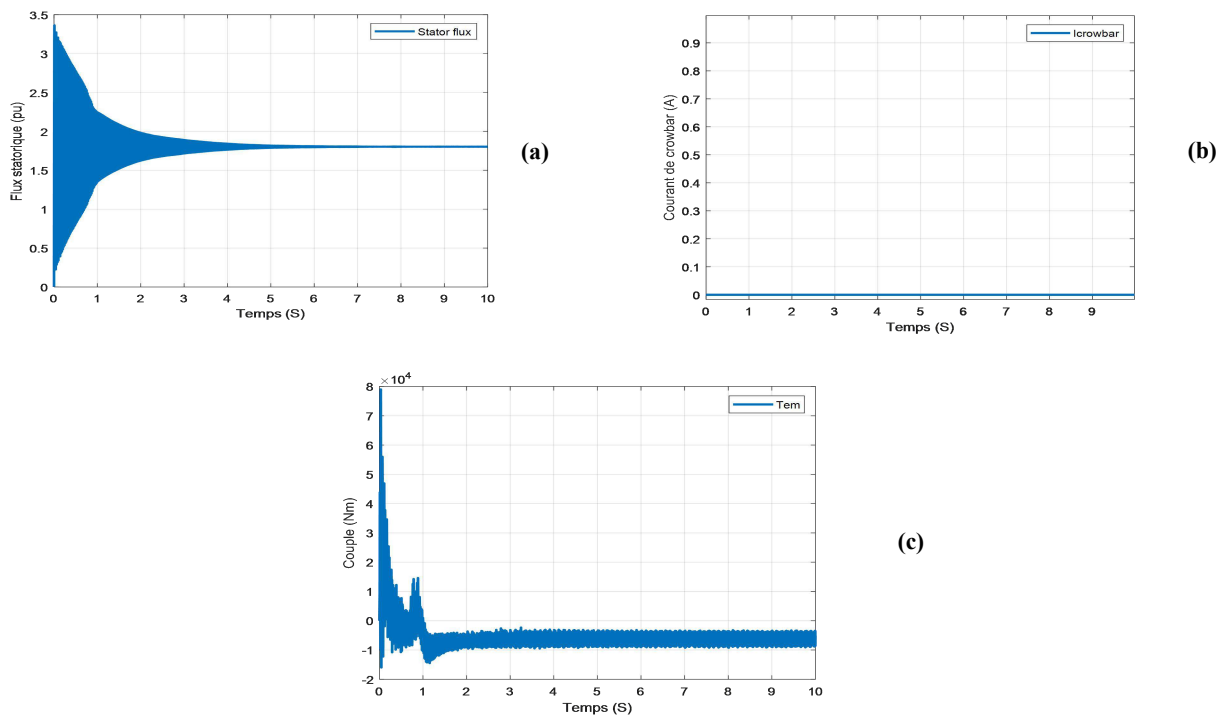 3.5
Stator flux
3
2.5
2
1.5
1
0.5
0
Flux statorique (pu)
0 1 2 3 4 5 6 7 8 9 10
Temps (S)
(a)
Icrowbar
0.9
0.8
0.7
0.6
0.5
0.4
0.3
0.2
0.1
0
Courant de crowbar (A)
0 1 2 3 4 5 6 7 8 9
Temps (S)
(b)
×10⁴
8
Tem
7
6
5
4
3
2
1
0
-1
-2
Couple (Nm)
0 1 2 3 4 5 6 7 8 9 10
Temps (S)
(c)